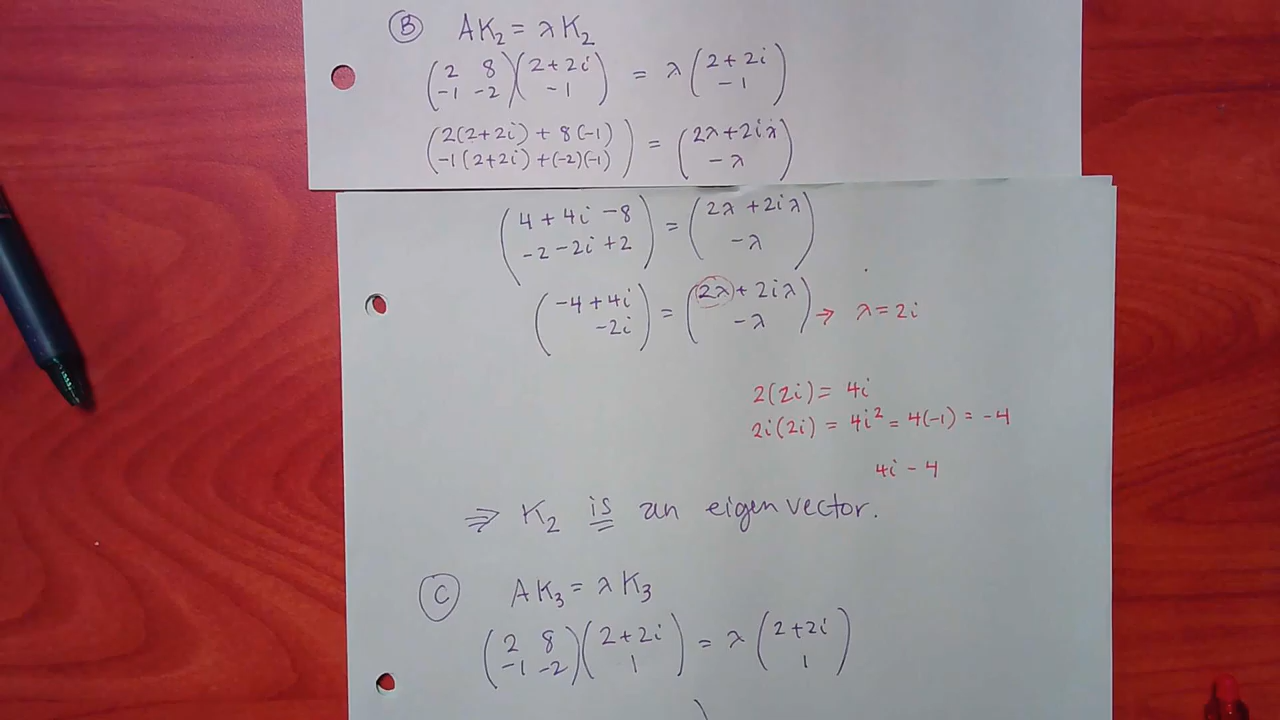 Ⓑ AK₂ = λK₂
(2 8; -1 -2)(2+2i; -1) = λ(2+2i; -1)
(2(2+2i) + 8(-1); -1(2+2i) + (-2)(-1)) = (2λ+2iλ; -λ)
(4+4i-8; -2-2i+2) = (2λ+2iλ; -λ)
(-4+4i; -2i) = (2λ+2iλ; -λ) → λ=2i
2(2i) = 4i
2i(2i) = 4i² = 4(-1) = -4
4i - 4
⇒ K₂ is an eigenvector.
Ⓒ AK₃ = λK₃
(2 8; -1 -2)(2+2i; 1) = λ(2+2i; 1)